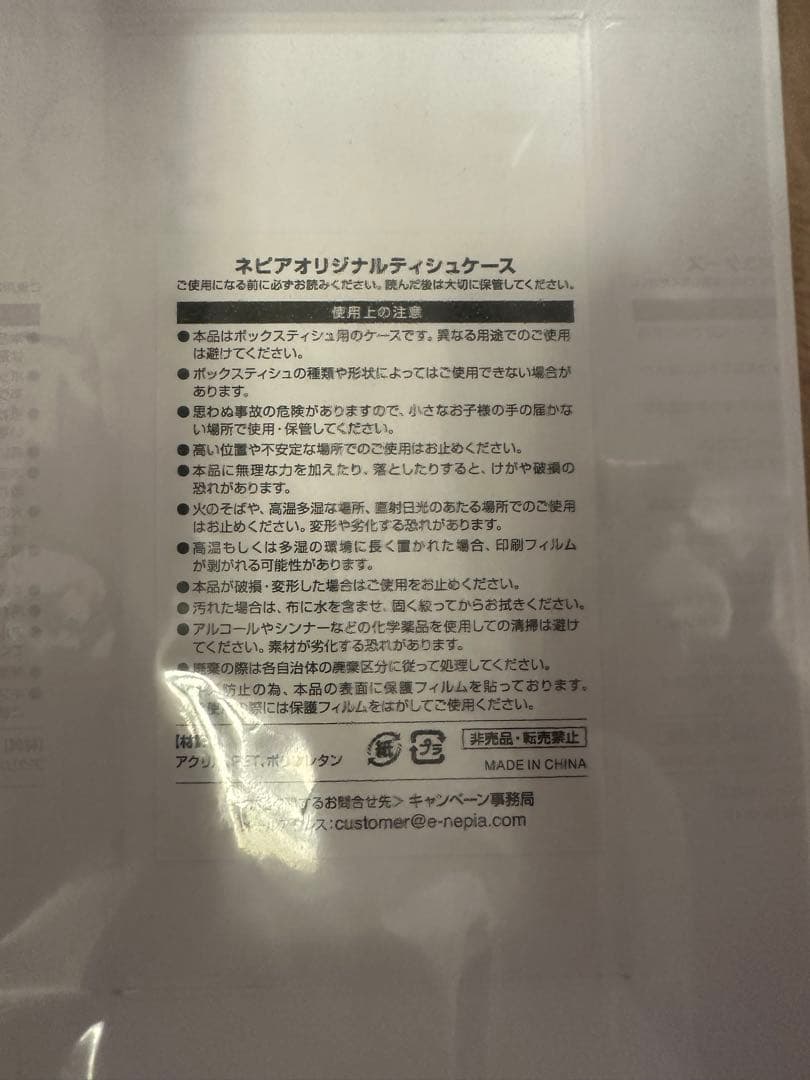 ネピアオリジナルティシュケース
ご使用になる前に必ずお読みください。読んだ後は大切に保管してください。
使用上の注意
●本品はボックスティシュ用のケースです。異なる用途でのご使用
は避けてください。
●ボックスティシュの種類や形状によってはご使用できない場合が
あります。
●思わぬ事故の危険がありますので、小さなお子様の手の届かな
い場所で使用・保管してください。
●高い位置や不安定な場所でのご使用はお止めください。
●本品に無理な力を加えたり、落としたりすると、けがや破損の
恐れがあります。
●火のそばや、高温多湿な場所、直射日光のあたる場所でのご使用
はお止めください。変形や劣化する恐れがあります。
●高温もしくは多湿の環境に長く置かれた場合、印刷フィルム
が剥がれる可能性があります。
●本品が破損・変形した場合はご使用をお止めください。
●汚れた場合は、布に水を含ませ、固く絞ってからお拭きください。
●アルコールやシンナーなどの化学薬品を使用しての清掃は避け
てください。素材が劣化する恐れがあります。
●廃棄の際は各自治体の廃棄区分に従って処理してください。
防止の為、本品の表面に保護フィルムを貼っております。
の際には保護フィルムをはがしてご使用ください。
【材
アクリ
紙
プラ
非売品・転売禁止
MADE IN CHINA
するお問合せ先＞キャンペーン事務局
レス：customer@e-nepia.com